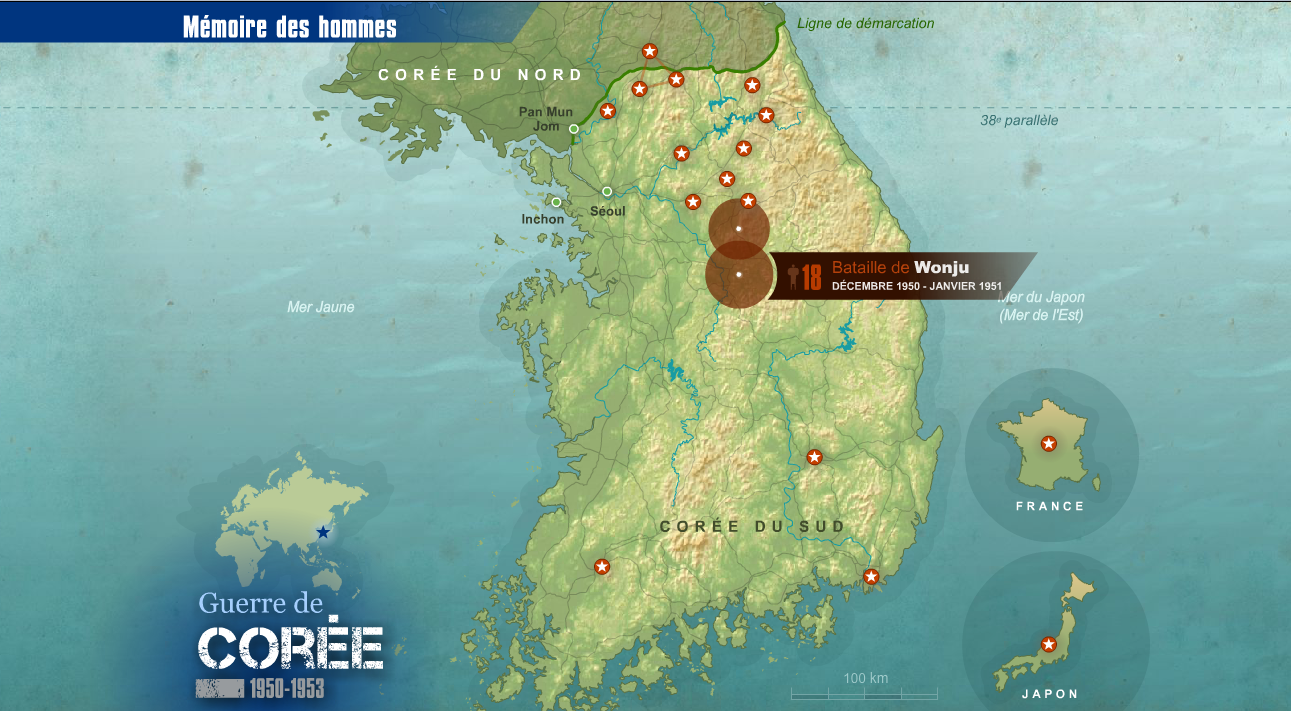 Mémoire des hommes
Ligne de démarcation
CORÉE DU NORD
Pan Mun
Jom
38e parallèle
Séoul
Inchon
18
Bataille de Wonju
DÉCEMBRE 1950 - JANVIER 1951
Mer du Japon
(Mer de l'Est)
Mer Jaune
FRANCE
CORÉE DU SUD
Guerre de
CORÉE
1950-1953
100 km
JAPON